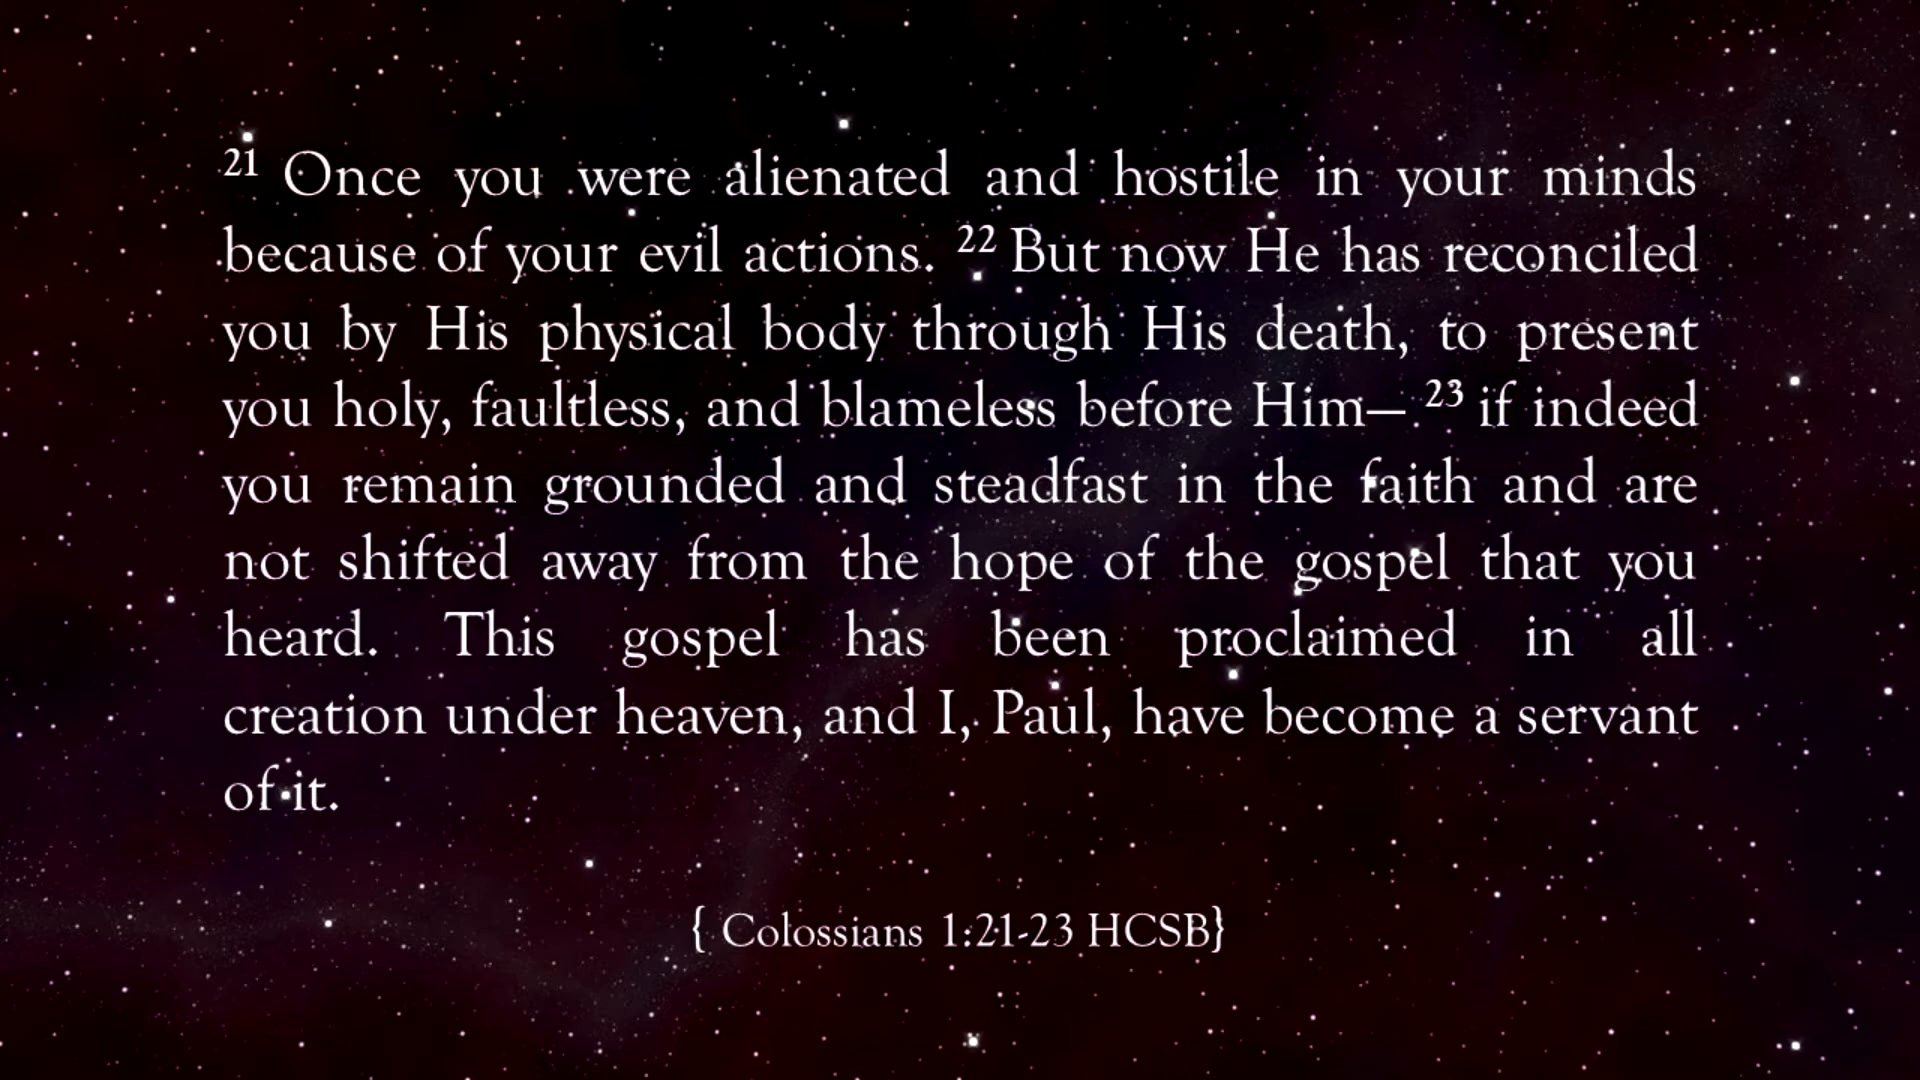 21 Once you were alienated and hostile in your minds
because of your evil actions. 22 But now He has reconciled
you by His physical body through His death, to present
you holy, faultless, and blameless before Him— 23 if indeed
you remain grounded and steadfast in the faith and are
not shifted away from the hope of the gospel that you
heard. This gospel has been proclaimed in all
creation under heaven, and I, Paul, have become a servant
of it.
{ Colossians 1:21-23 HCSB}